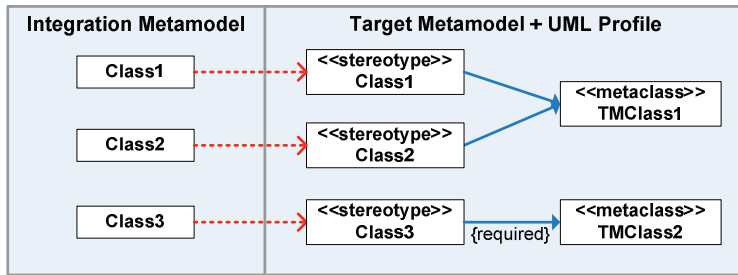 Integration Metamodel
Target Metamodel + UML Profile
Class1
<<stereotype>>
Class1
<<metaclass>>
TMClass1
Class2
<<stereotype>>
Class2
Class3
<<stereotype>>
Class3
{required}
<<metaclass>>
TMClass2